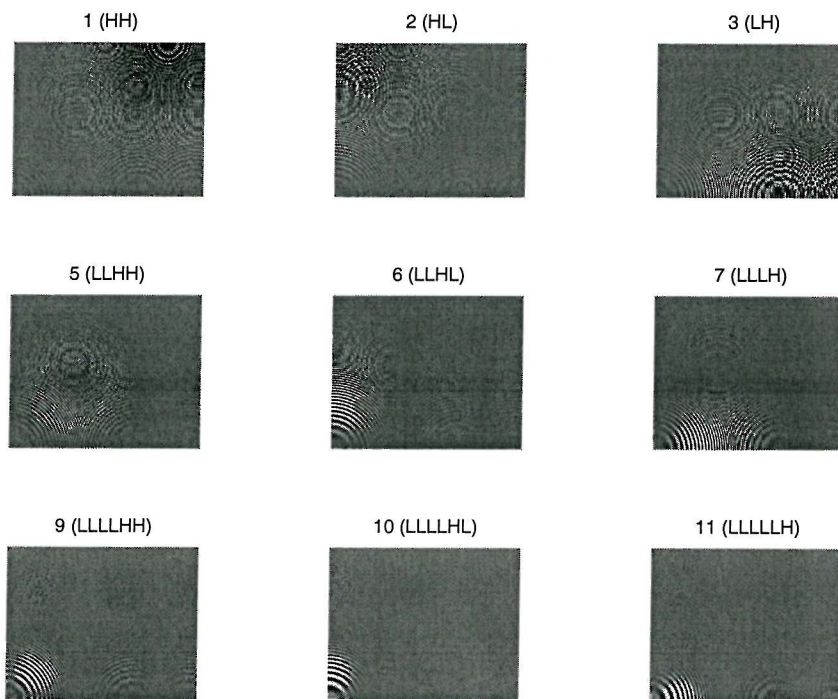 1 (HH)
2 (HL)
3 (LH)
5 (LLHH)
6 (LLHL)
7 (LLLH)
9 (LLLLHH)
10 (LLLLHL)
11 (LLLLLH)